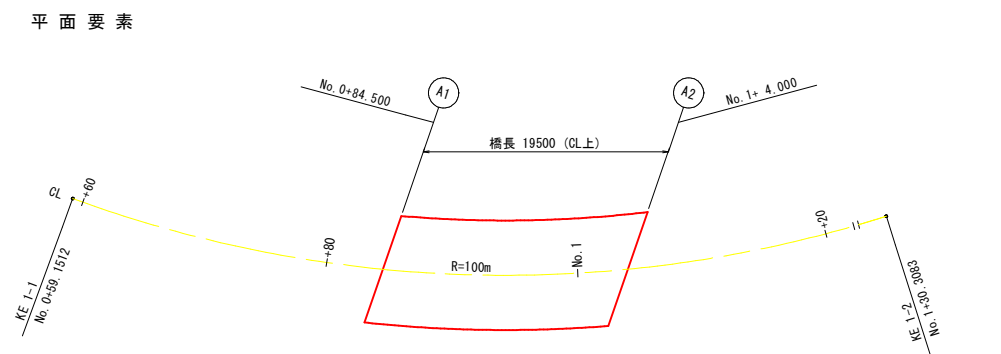 平面要素
No.0+84.500
A1
A2
No.1+ 4.000
橋長 19500 (CL上)
CL
+60
+80
R=100m
No.1
+20
KE 1-1
No.0+59.1512
KE 1-2
No.1+30.3083